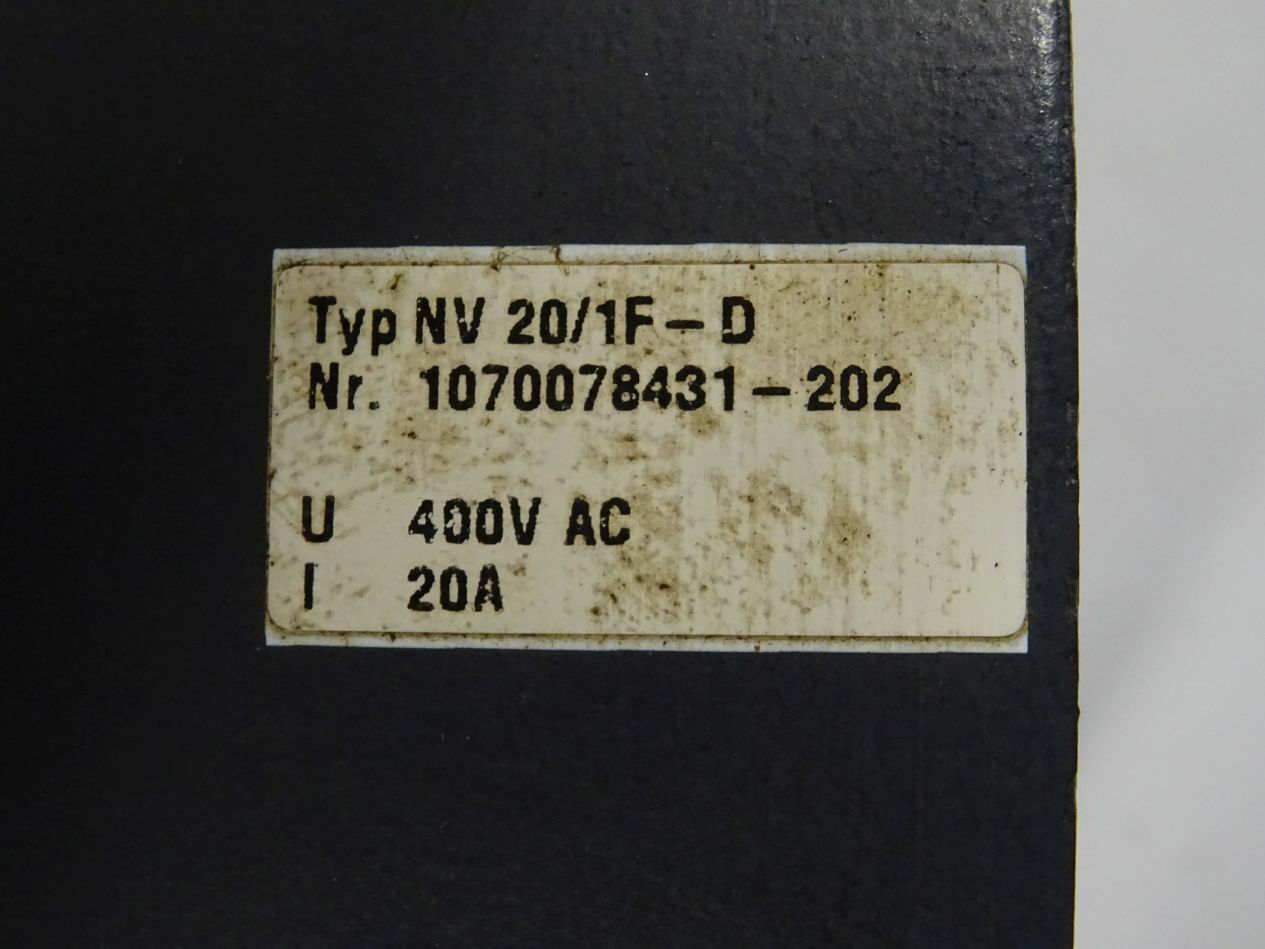 Typ NV 20/1F – D
Nr. 1070078431 – 202
U 400V AC
I 20A